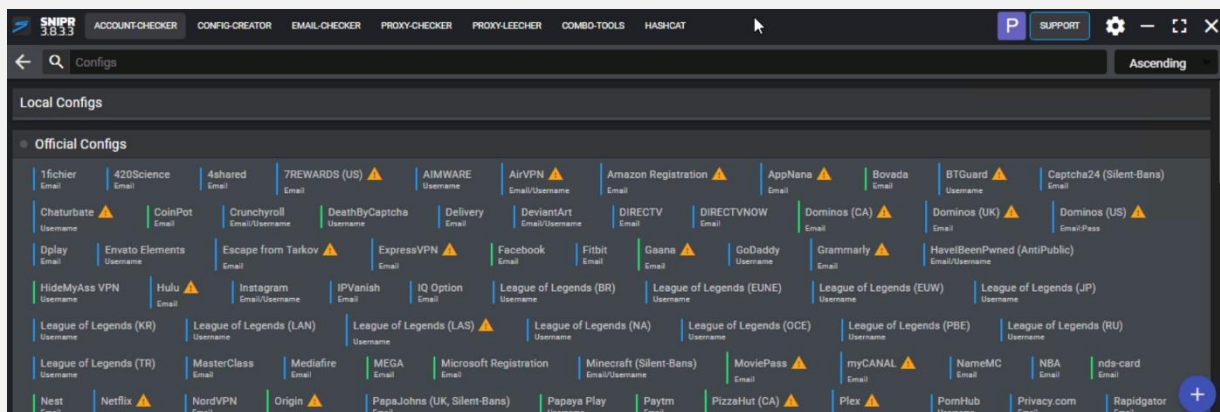 SNIPR 3.8.3.3 ACCOUNT-CHECKER CONFIG-CREATOR EMAIL-CHECKER PROXY-CHECKER PROXY-LEECHER COMBO-TOOLS HASHCAT P SUPPORT
Configs Ascending
Local Configs
Official Configs
1fichier 420Science 4shared 7REWARDS (US) AIMWARE AirVPN Amazon Registration AppNana Bovada BTGuard Captcha24 (Silent-Bans)
Email Email Email Email Username Email/Username Email Email Email Username Email
Chaturbate CoinPot Crunchyroll DeathByCaptcha Delivery DeviantArt DIRECTV DIRECTVNOW Dominos (CA) Dominos (UK) Dominos (US)
Username Email Email/Username Email/Username Email Email/Username Email Email Email Email Email:Pass
Dplay Envato Elements Escape from Tarkov ExpressVPN Facebook Fitbit Gaana GoDaddy Grammarly HaveIBeenPwned (AntiPublic)
Email Username Email Email Email Email Email Username Email Email/Username
HideMyAss VPN Hulu Instagram IPVanish IQ Option League of Legends (BR) League of Legends (EUNE) League of Legends (EUW) League of Legends (JP)
Username Email Email/Username Email Email Username Username Username Username
League of Legends (KR) League of Legends (LAN) League of Legends (LAS) League of Legends (NA) League of Legends (OCE) League of Legends (PBE) League of Legends (RU)
Username Username Username Username Username Username Username
League of Legends (TR) MasterClass Mediafire MEGA Microsoft Registration Minecraft (Silent-Bans) MoviePass myCANAL NameMC NBA nds-card
Username Email Email Email Email Email/Username Email Email Email Email Email
Nest Netflix NordVPN Origin PapaJohns (UK, Silent-Bans) Papaya Play Paytm PizzaHut (CA) Plex PornHub Privacy.com Rapidgator